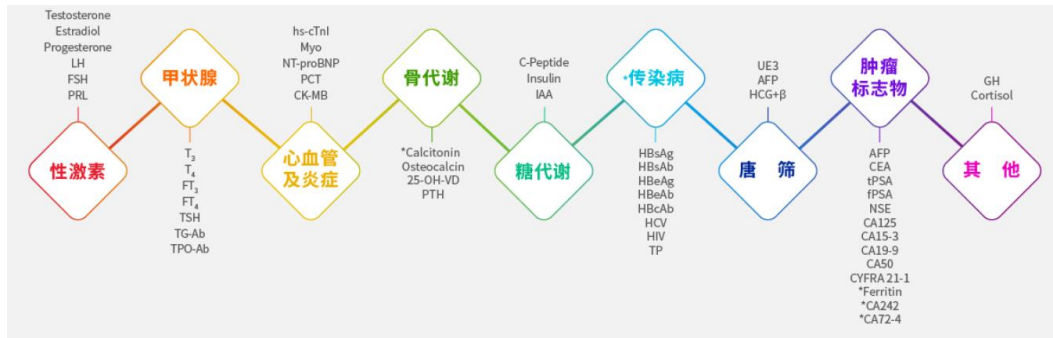 Testosterone
Estradiol
Progesterone
LH
FSH
PRL
性激素
甲状腺
T3
T4
FT3
FT4
TSH
TG-Ab
TPO-Ab
hs-cTnI
Myo
NT-proBNP
PCT
CK-MB
心血管
及炎症
骨代谢
*Calcitonin
Osteocalcin
25-OH-VD
PTH
C-Peptide
Insulin
IAA
糖代谢
*传染病
HBsAg
HBsAb
HBeAg
HBeAb
HBcAb
HCV
HIV
TP
UE3
AFP
HCG+β
唐 筛
肿瘤
标志物
AFP
CEA
tPSA
fPSA
NSE
CA125
CA15-3
CA19-9
CA50
CYFRA 21-1
*Ferritin
*CA242
*CA72-4
GH
Cortisol
其 他